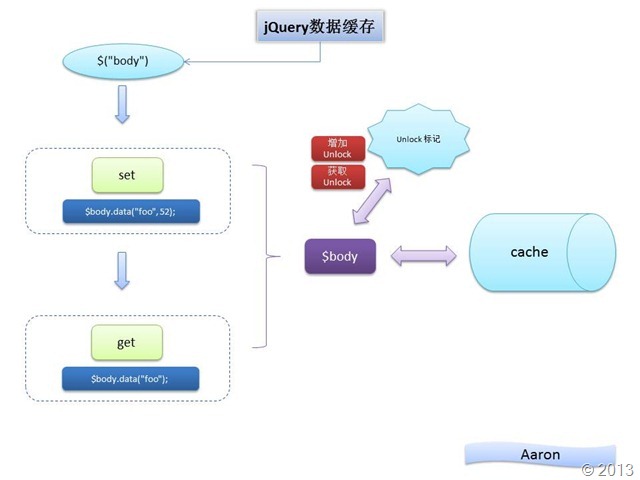 jQuery数据缓存
$("body")
增加
Unlock
Unlock 标记
获取
Unlock
set
$body.data("foo",52);
$body
cache
get
$body.data("foo");
Aaron
© 2013